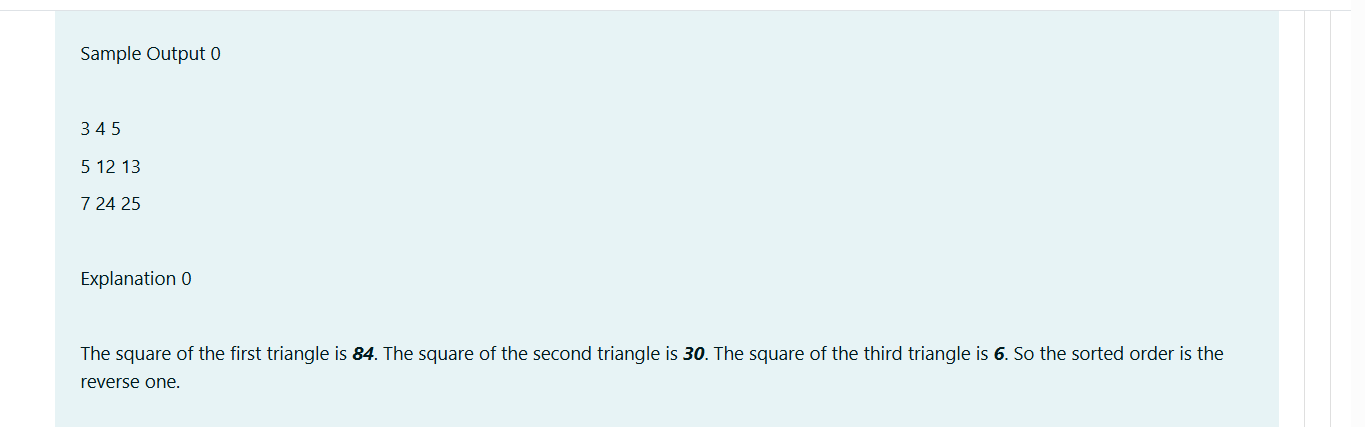 Sample Output 0
3 4 5
5 12 13
7 24 25
Explanation 0
The square of the first triangle is 84. The square of the second triangle is 30. The square of the third triangle is 6. So the sorted order is the
reverse one.